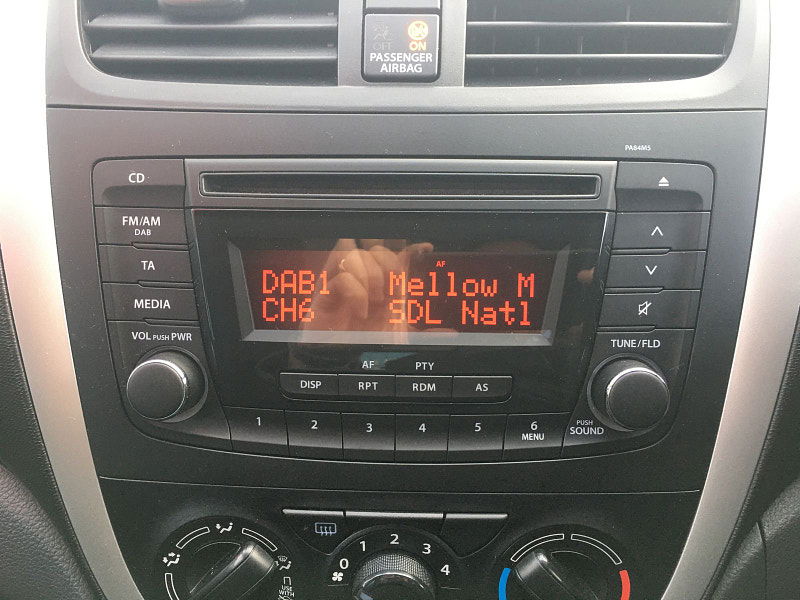 OFF ON
PASSENGER
AIRBAG
PA84M5
CD
FM/AM
DAB
TA
MEDIA
VOL PUSH PWR
AF
DAB1 Mellow M
CH6 SDL Natl
TUNE/FLD
AF PTY
DISP RPT RDM AS
1 2 3 4 5 6
MENU
PUSH
SOUND
0 1 2 3 4
USE
WITH